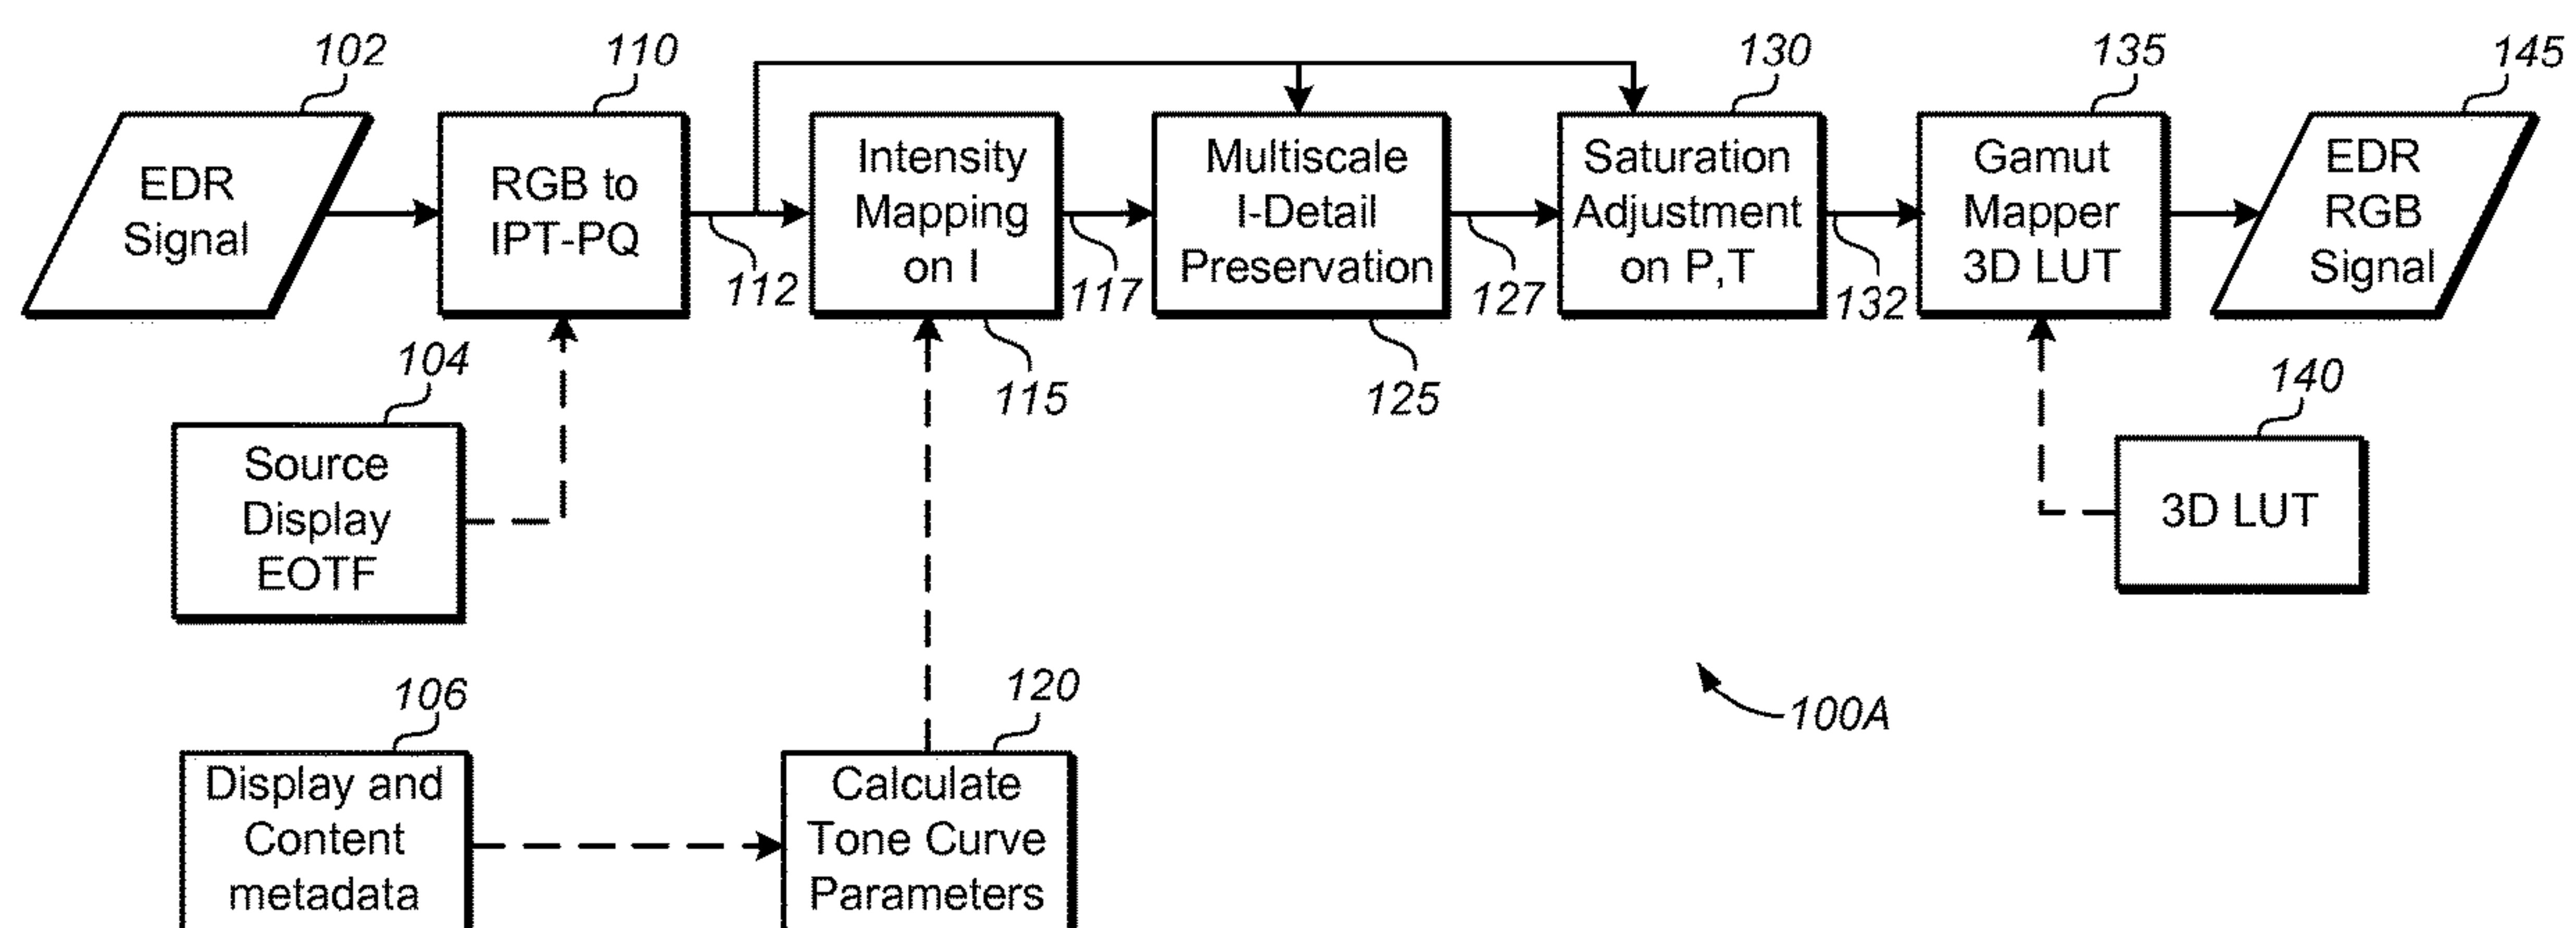 102
110
130
135
145
EDR
Signal
RGB to
IPT-PQ
Intensity
Mapping
on I
Multiscale
I-Detail
Preservation
Saturation
Adjustment
on P,T
Gamut
Mapper
3D LUT
EDR
RGB
Signal
112
117
127
132
104
115
125
140
Source
Display
EOTF
3D LUT
106
120
100A
Display and
Content
metadata
Calculate
Tone Curve
Parameters